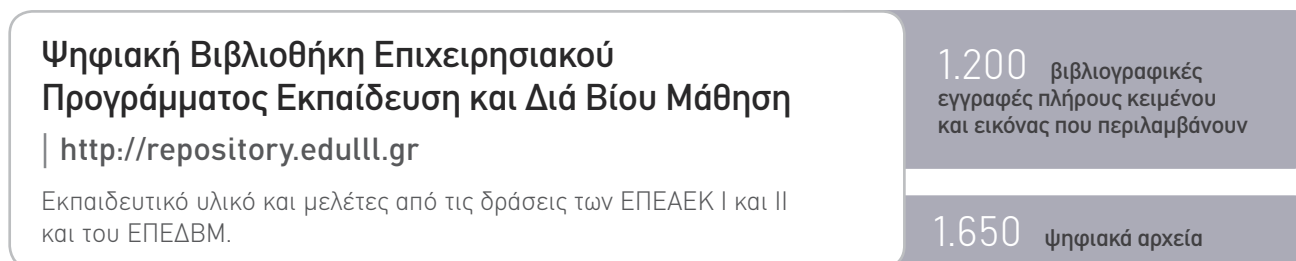 Ψηφιακή Βιβλιοθήκη Επιχειρησιακού
Προγράμματος Εκπαίδευση και Διά Βίου Μάθηση
| http://repository.edulll.gr
Εκπαιδευτικό υλικό και μελέτες από τις δράσεις των ΕΠΕΑΕΚ Ι και ΙΙ
και του ΕΠΕΔΒΜ.
1.200 βιβλιογραφικές
εγγραφές πλήρους κειμένου
και εικόνας που περιλαμβάνουν
1.650 ψηφιακά αρχεία